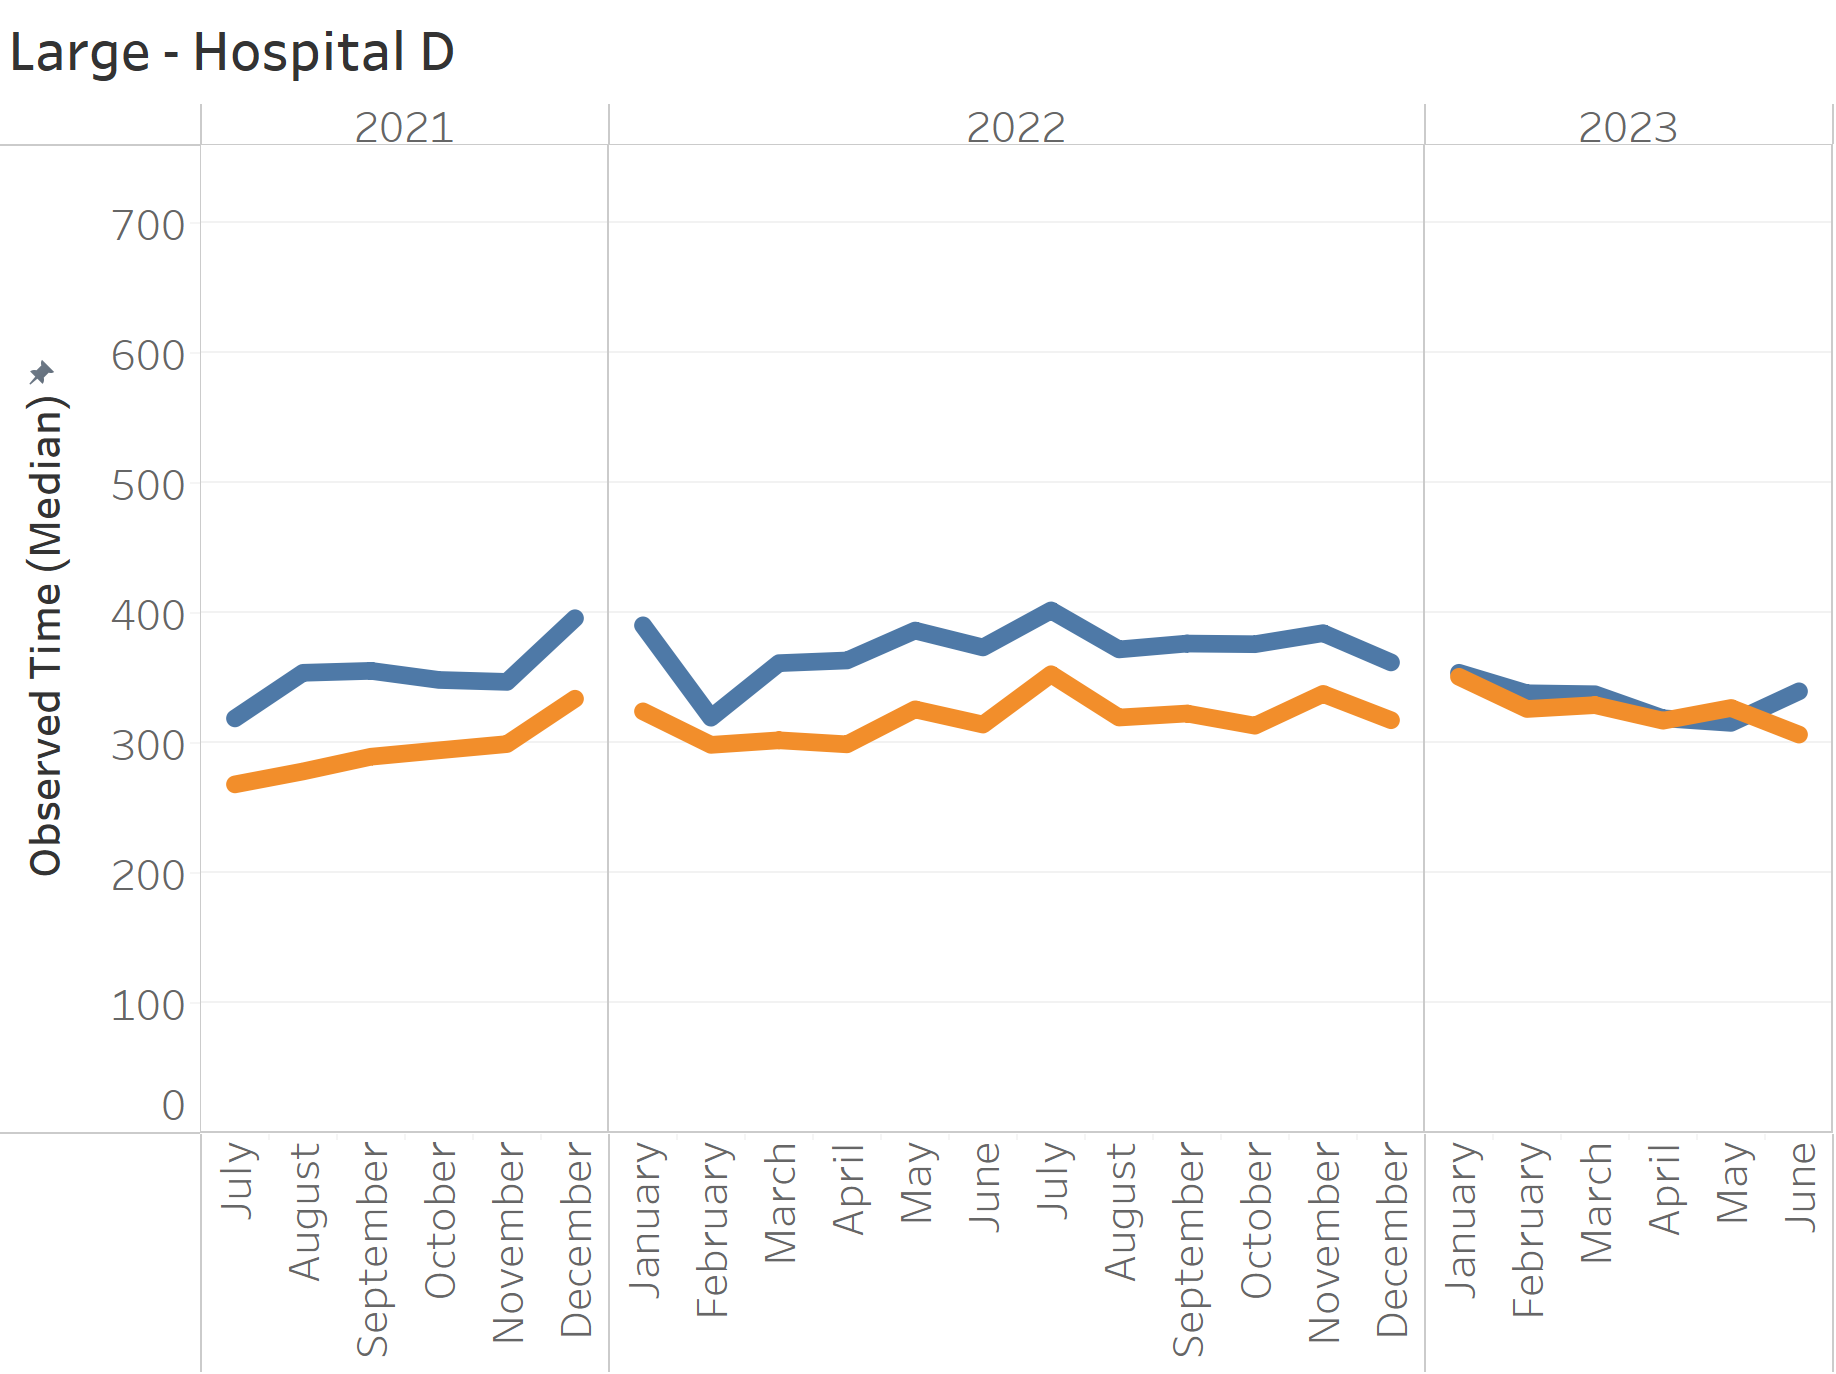 Large - Hospital D
2021 2022 2023
Observed Time (Median)
700
600
500
400
300
200
100
0
July August September October November December January February March April May June July August September October November December January February March April May June